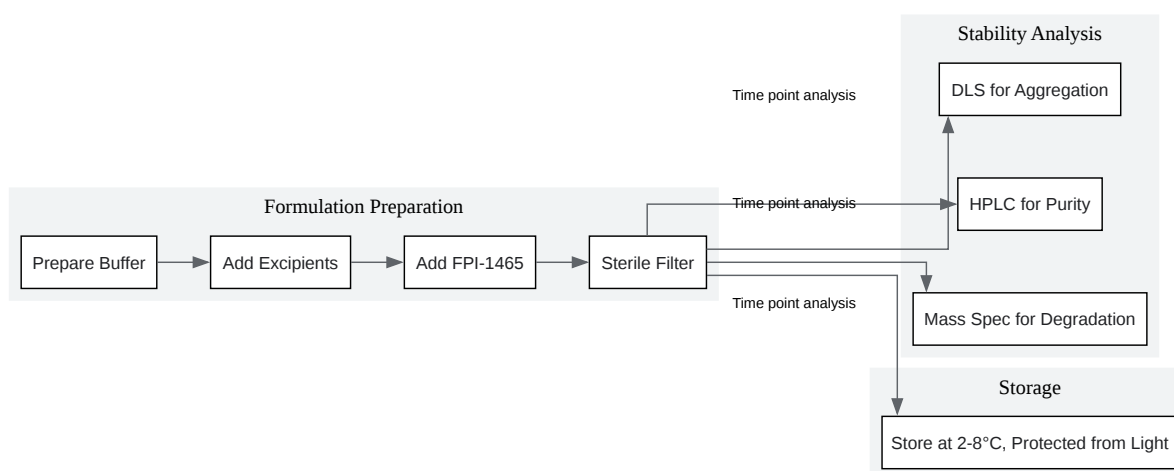 Stability Analysis
Time point analysis
DLS for Aggregation
Formulation Preparation
Time point analysis
HPLC for Purity
Prepare Buffer
Add Excipients
Add FPI-1465
Sterile Filter
Time point analysis
Mass Spec for Degradation
Storage
Store at 2-8°C, Protected from Light